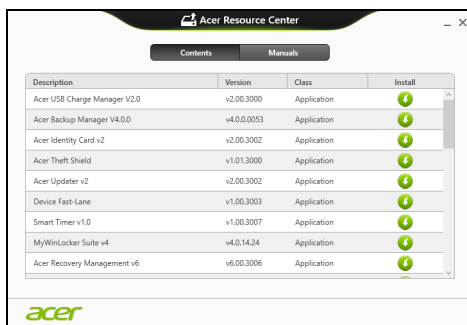 Acer Resource Center
Contents Manuals
Description Version Class Install
Acer USB Charge Manager V2.0 v2.00.3000 Application
Acer Backup Manager V4.0.0 v4.0.0.0053 Application
Acer Identity Card v2 v2.00.3002 Application
Acer Theft Shield v1.01.3000 Application
Acer Updater v2 v2.00.3002 Application
Device Fast-Lane v1.00.3003 Application
Smart Timer v1.0 v1.00.3007 Application
MyWinLocker Suite v4 v4.0.14.24 Application
Acer Recovery Management v6 v6.00.3006 Application
acer